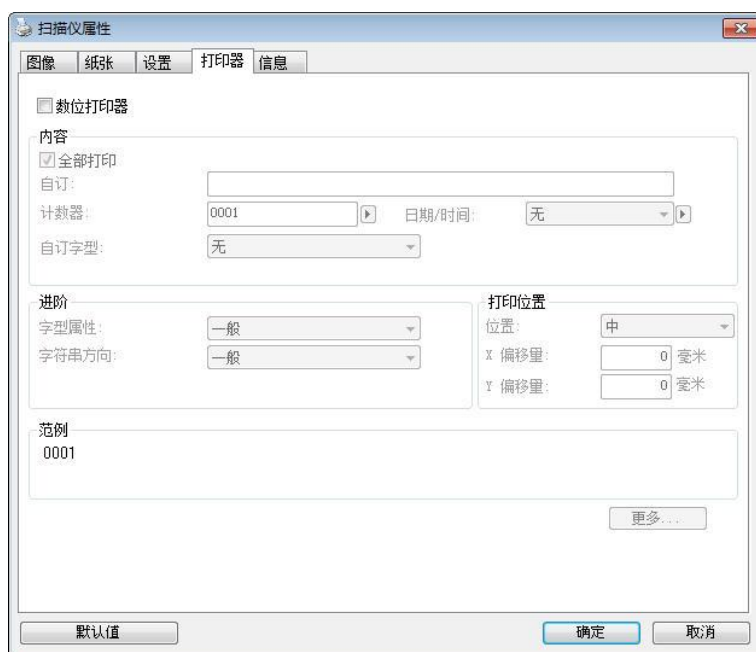 扫描仪属性
图像 纸张 设置 打印器 信息
数位打印器
内容
全部打印
自订:
计数器: 0001 日期/时间: 无
自订字型: 无
进阶
字型属性: 一般
字符串方向: 一般
打印位置
位置: 中
X 偏移量: 0 毫米
Y 偏移量: 0 毫米
范例
0001
更多...
默认值 确定 取消